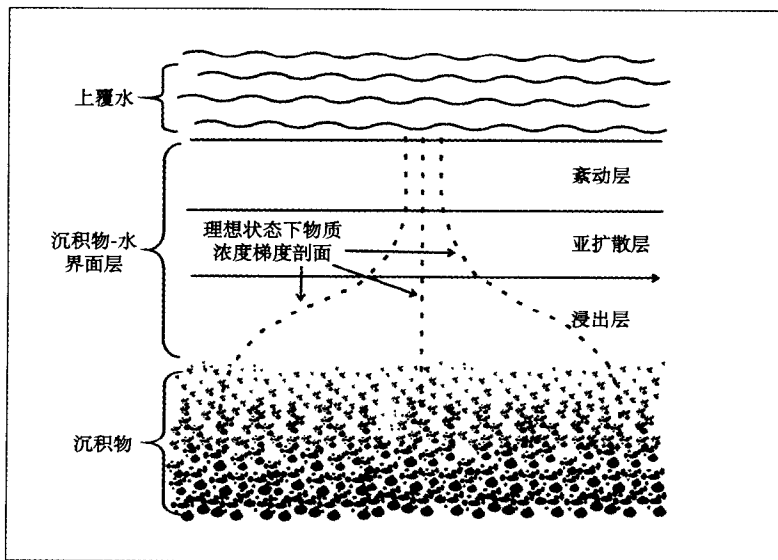 上覆水
紊动层
沉积物-水
界面层
理想状态下物质
浓度梯度剖面
亚扩散层
浸出层
沉积物